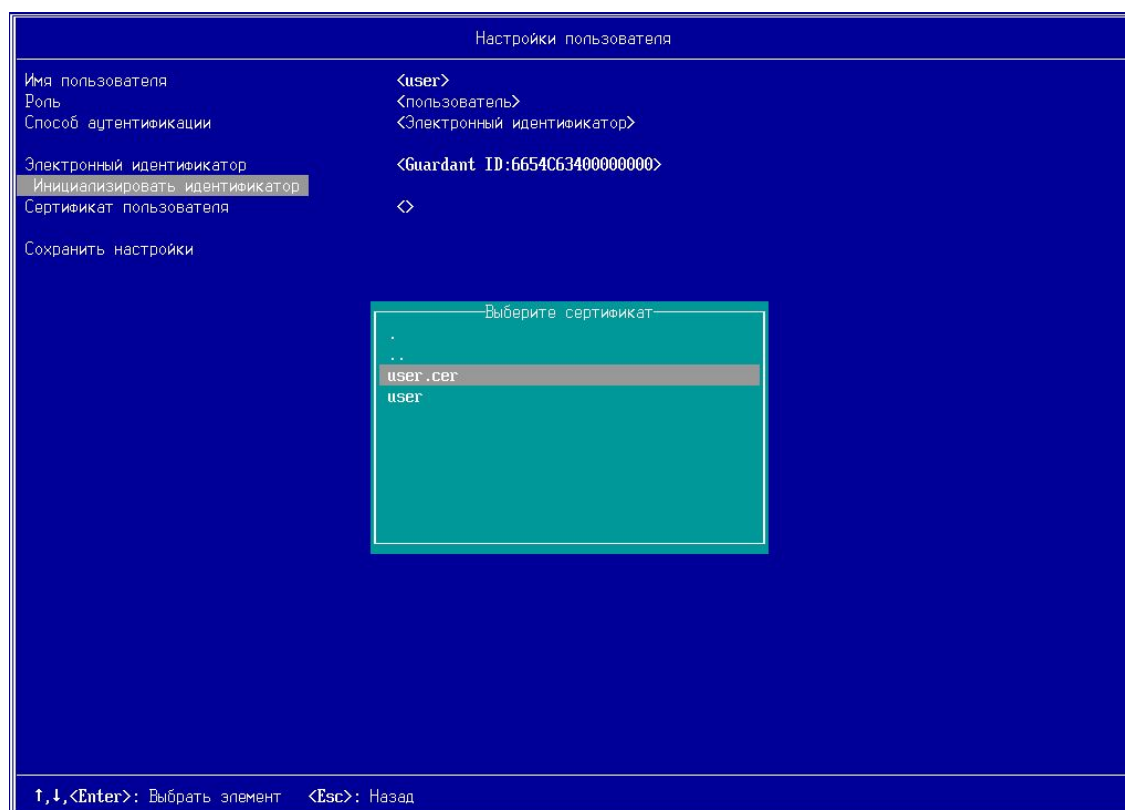 Настройки пользователя
Имя пользователя <user>
Роль <пользователь>
Способ аутентификации <Электронный идентификатор>
Электронный идентификатор <Guardant ID:6654C63400000000>
Инициализировать идентификатор
Сертификат пользователя <>
Сохранить настройки
Выберите сертификат
.
..
user.cer
user
↑,↓,<Enter>: Выбрать элемент <Esc>: Назад